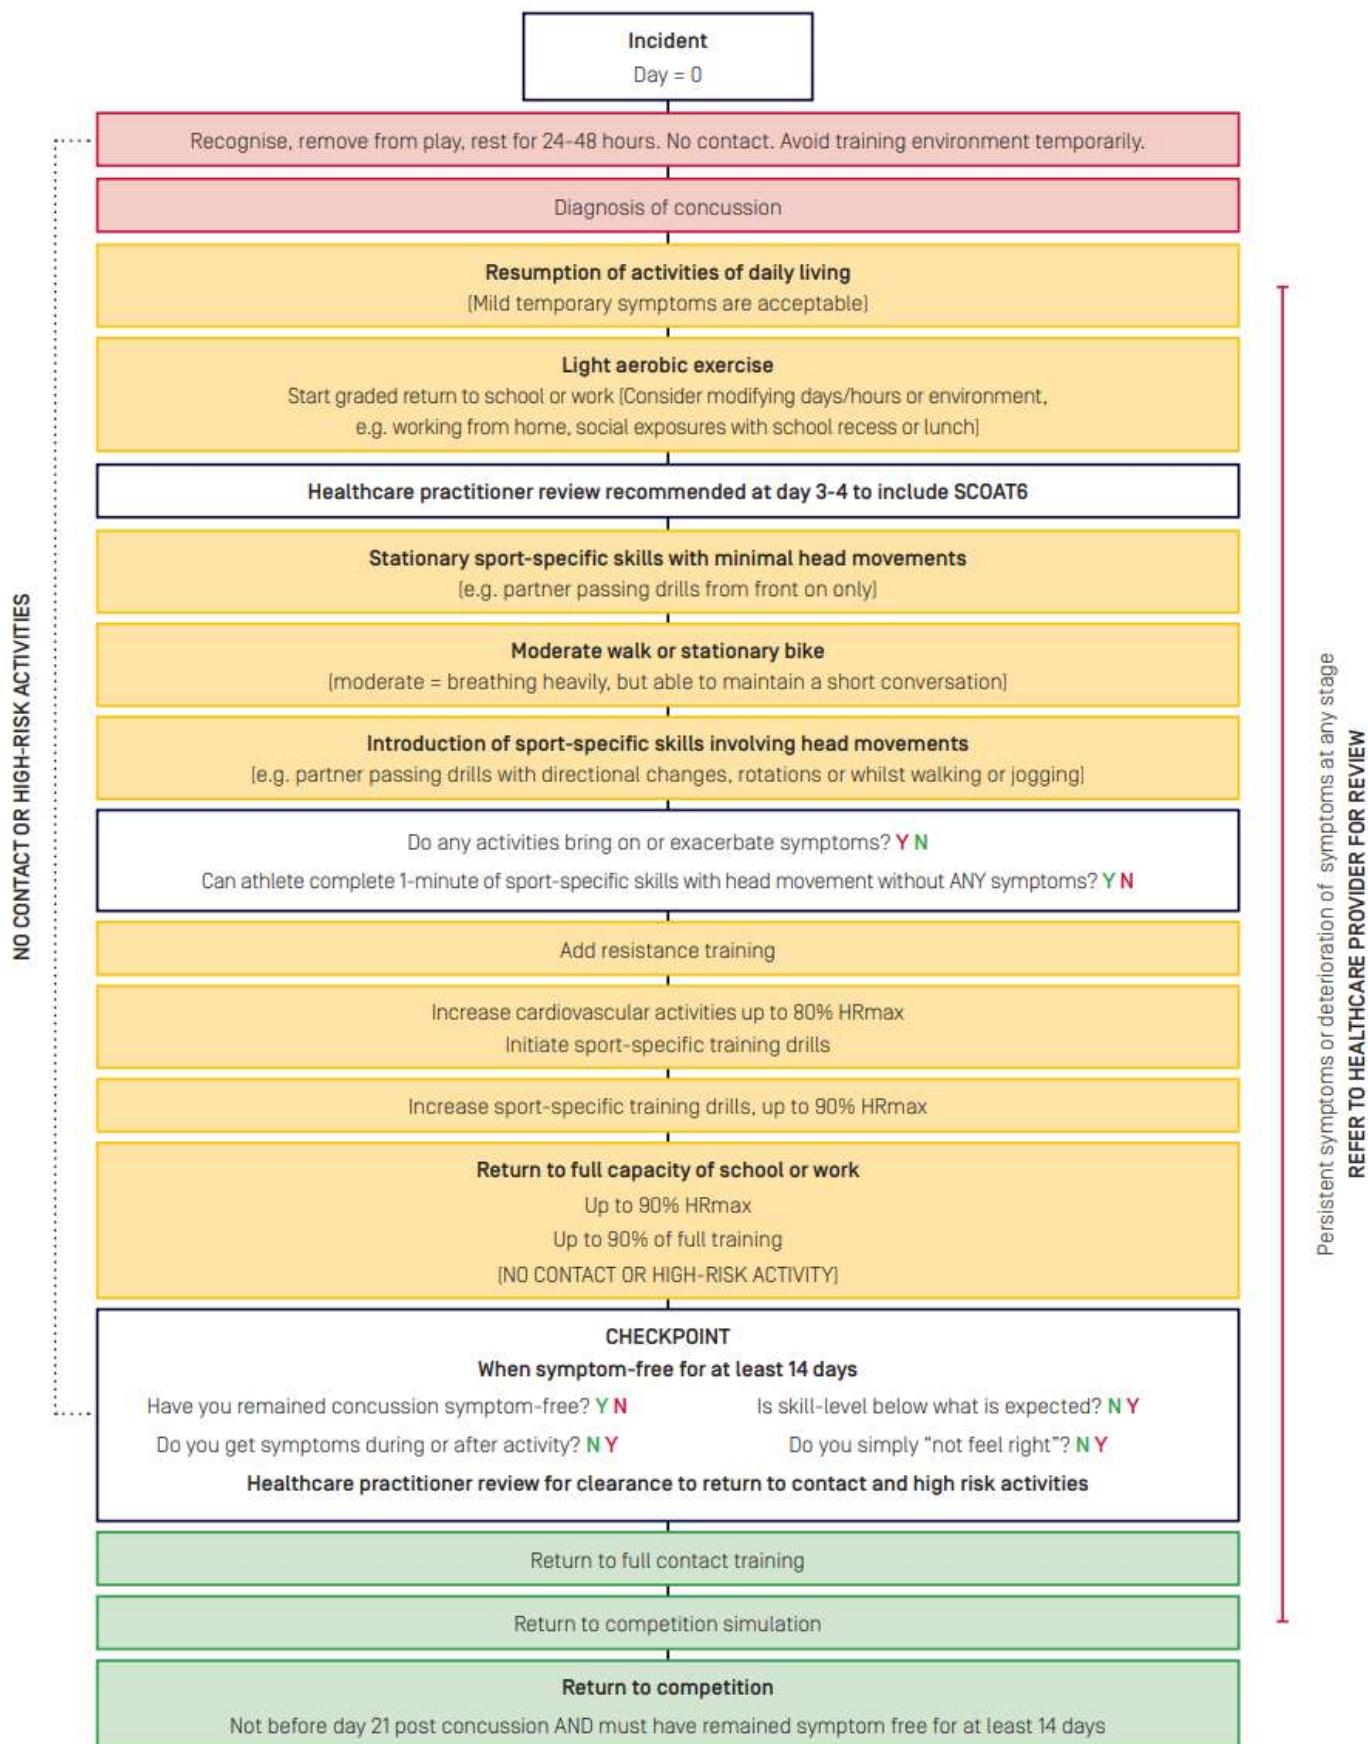 Incident
Day = 0
Recognise, remove from play, rest for 24-48 hours. No contact. Avoid training environment temporarily.
Diagnosis of concussion
Resumption of activities of daily living
(Mild temporary symptoms are acceptable)
Light aerobic exercise
Start graded return to school or work (Consider modifying days/hours or environment,
e.g. working from home, social exposures with school recess or lunch)
Healthcare practitioner review recommended at day 3-4 to include SCOAT6
Stationary sport-specific skills with minimal head movements
(e.g. partner passing drills from front on only)
Moderate walk or stationary bike
(moderate = breathing heavily, but able to maintain a short conversation)
Introduction of sport-specific skills involving head movements
(e.g. partner passing drills with directional changes, rotations or whilst walking or jogging)
Do any activities bring on or exacerbate symptoms? Y N
Can athlete complete 1-minute of sport-specific skills with head movement without ANY symptoms? Y N
Add resistance training
Increase cardiovascular activities up to 80% HRmax
Initiate sport-specific training drills
Increase sport-specific training drills, up to 90% HRmax
Return to full capacity of school or work
Up to 90% HRmax
Up to 90% of full training
(NO CONTACT OR HIGH-RISK ACTIVITY)
CHECKPOINT
When symptom-free for at least 14 days
Have you remained concussion symptom-free? Y N
Is skill-level below what is expected? N Y
Do you get symptoms during or after activity? N Y
Do you simply "not feel right"? N Y
Healthcare practitioner review for clearance to return to contact and high risk activities
Return to full contact training
Return to competition simulation
Return to competition
Not before day 21 post concussion AND must have remained symptom free for at least 14 days
NO CONTACT OR HIGH-RISK ACTIVITIES
Persistent symptoms or deterioration of symptoms at any stage
REFER TO HEALTHCARE PROVIDER FOR REVIEW